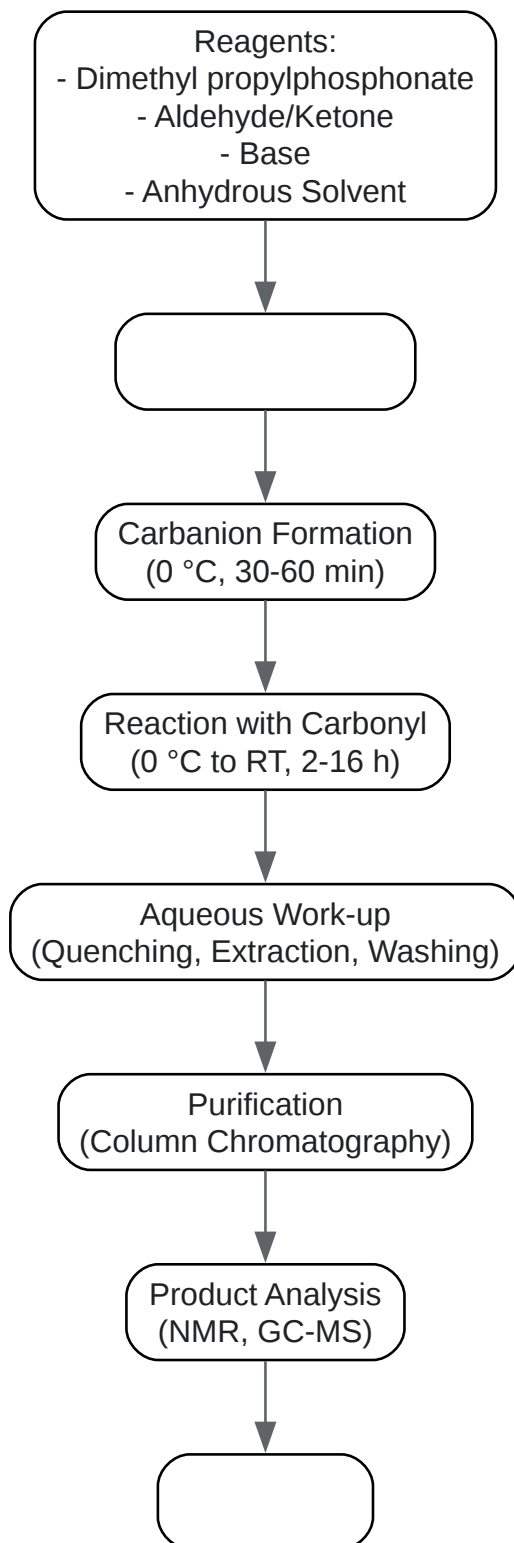 Reagents:
- Dimethyl propylphosphonate
- Aldehyde/Ketone
- Base
- Anhydrous Solvent
Carbanion Formation
(0 °C, 30-60 min)
Reaction with Carbonyl
(0 °C to RT, 2-16 h)
Aqueous Work-up
(Quenching, Extraction, Washing)
Purification
(Column Chromatography)
Product Analysis
(NMR, GC-MS)